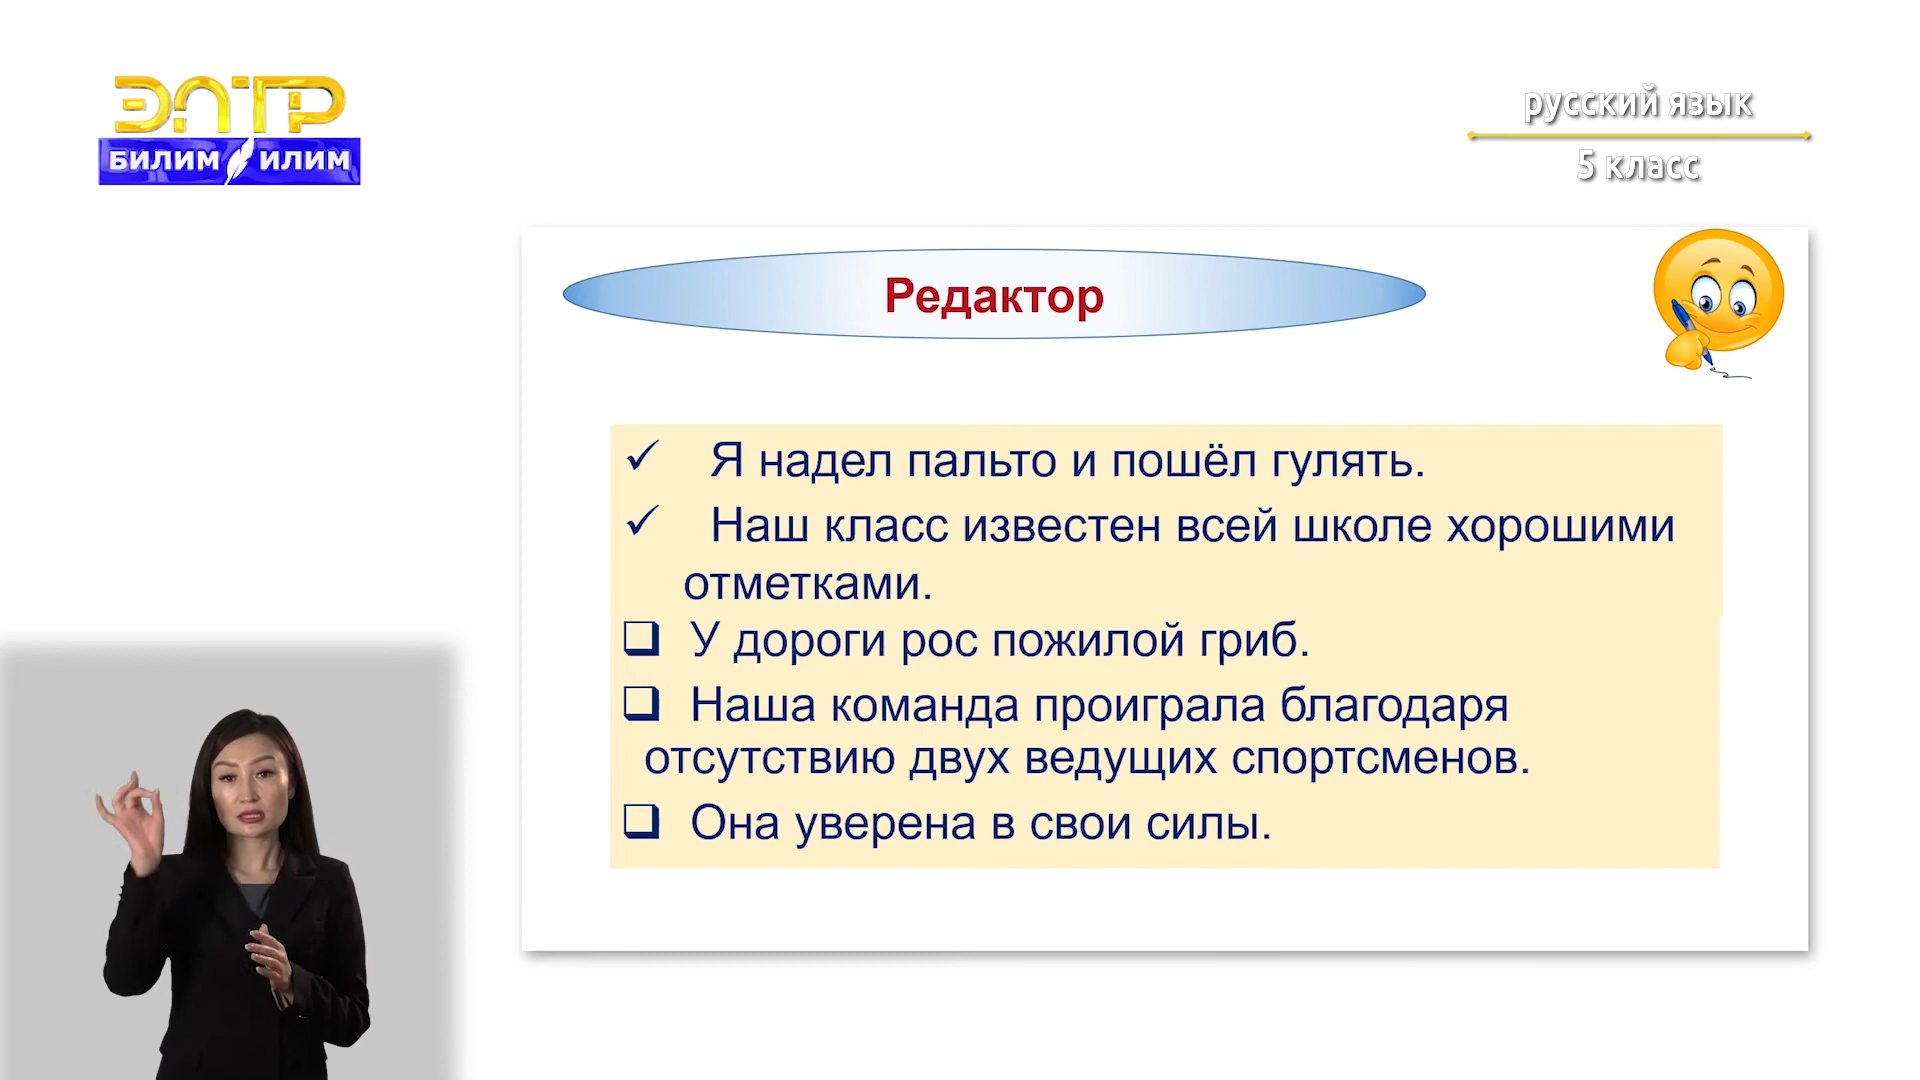 ЭЛТР
БИЛИМ ИЛИМ
русский язык
5 класс
Редактор
Я надел пальто и пошёл гулять.
Наш класс известен всей школе хорошими
отметками.
У дороги рос пожилой гриб.
Наша команда проиграла благодаря
отсутствию двух ведущих спортсменов.
Она уверена в свои силы.